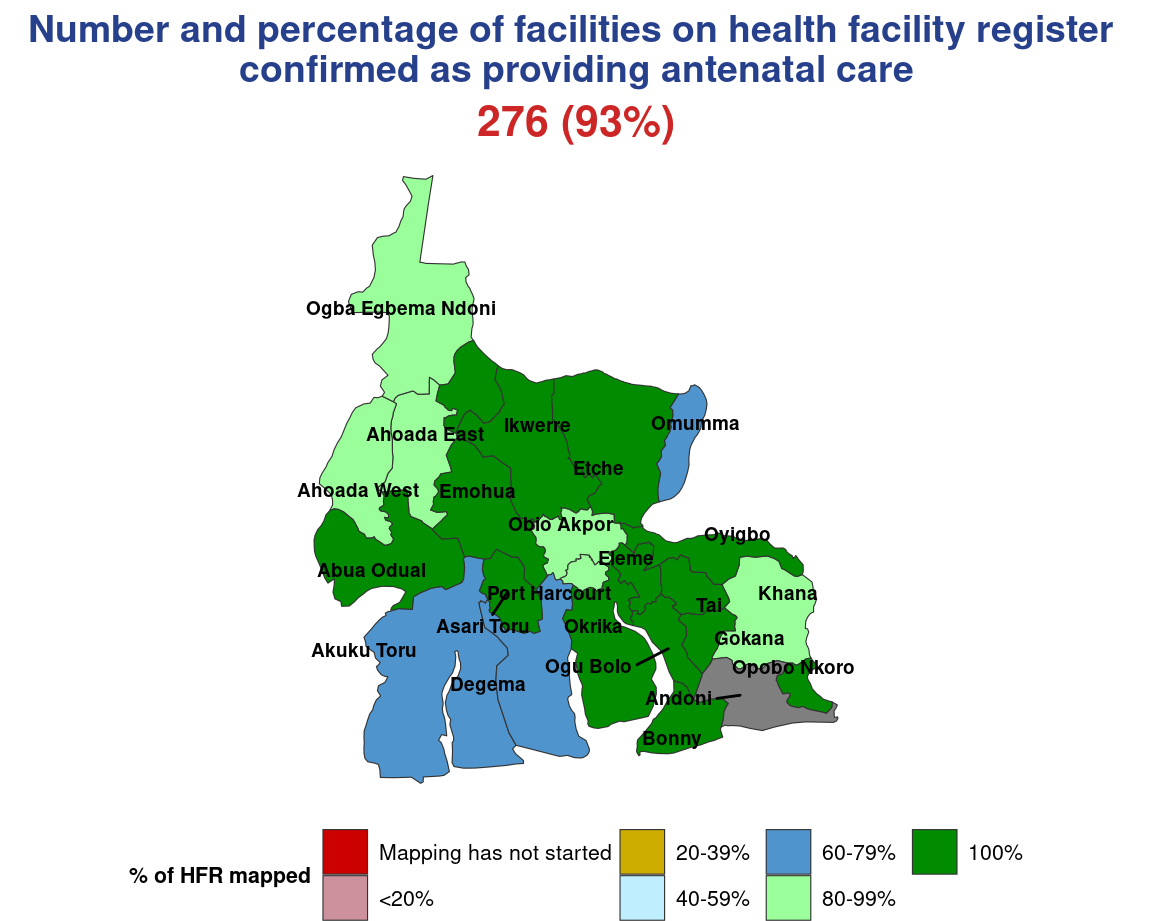 Number and percentage of facilities on health facility register
confirmed as providing antenatal care
276 (93%)
Ogba Egbema Ndoni
Omumma
Ikwerre
Ahoada East
Etche
Ahoada West
Emohua
Obio Akpor
Oyigbo
Eleme
Abua Odual
Port Harcourt
Khana
Tai
Asari Toru
Okrika
Gokana
Akuku Toru
Ogu Bolo
Opobo Nkoro
Degema
Andoni
Bonny
% of HFR mapped
Mapping has not started
<20%
20-39%
40-59%
60-79%
80-99%
100%